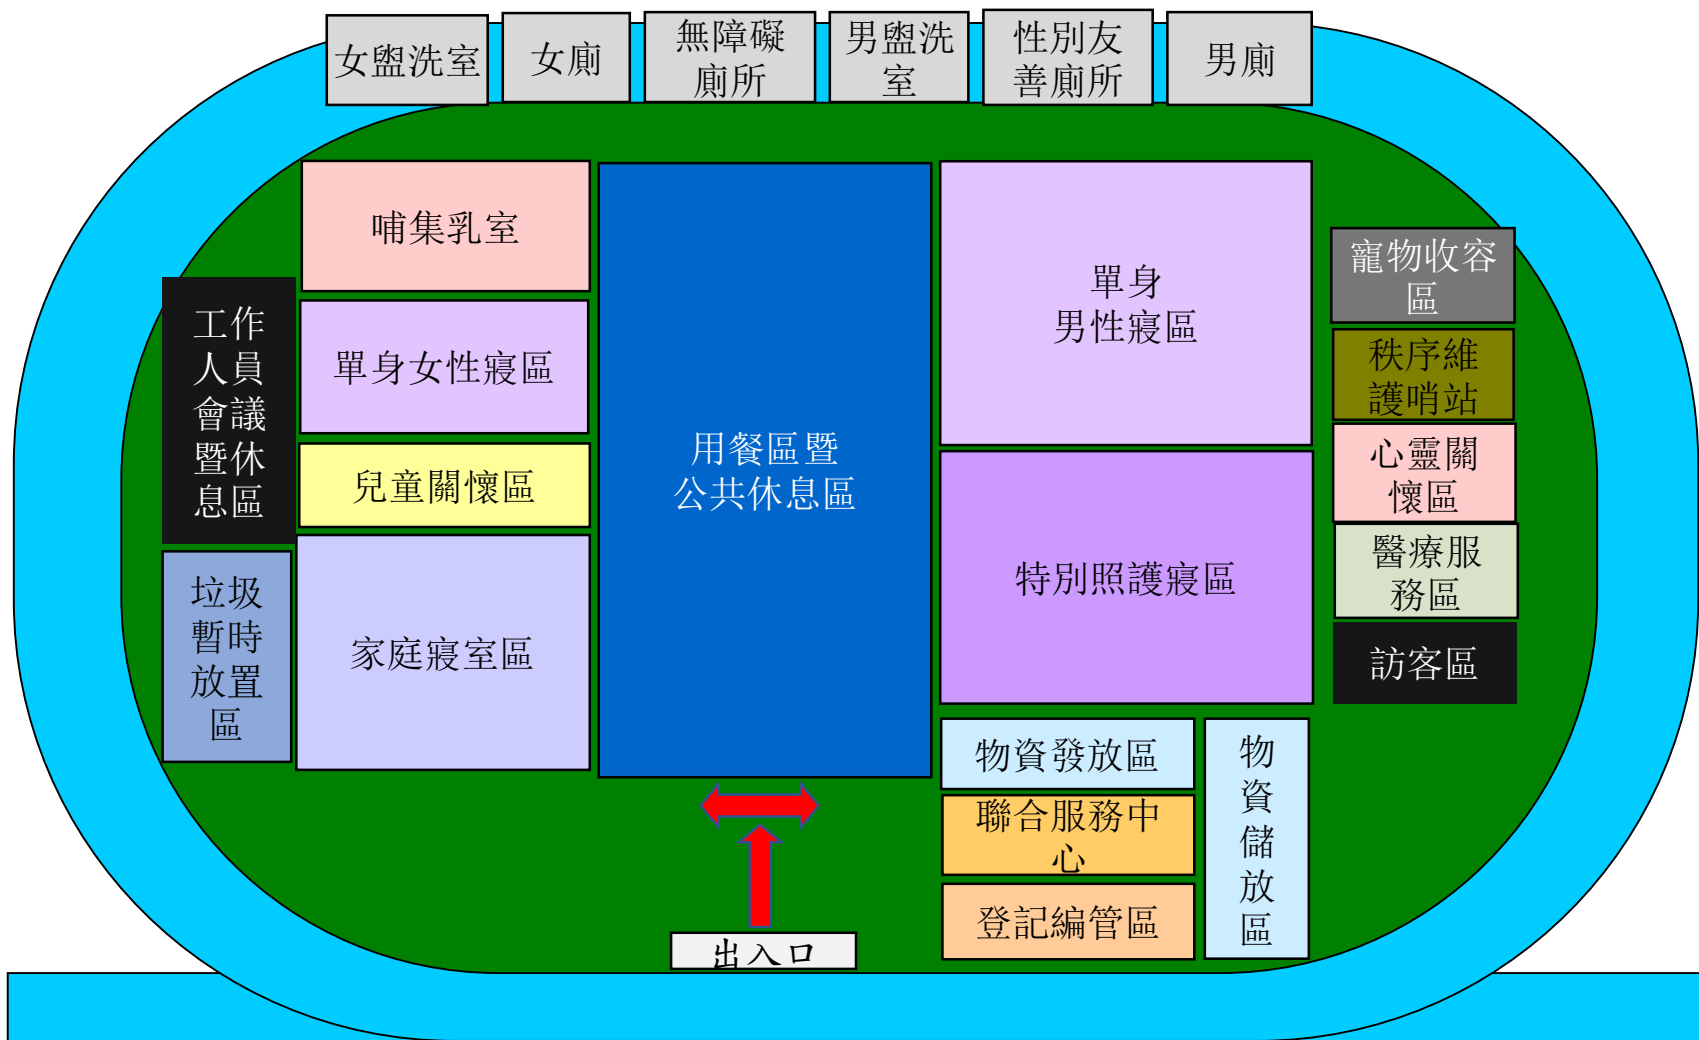 女盥洗室
女廁
無障礙
廁所
男盥洗
室
性別友
善廁所
男廁
哺集乳室
單身女性寢區
兒童關懷區
家庭寢室區
工作
人員
會議
暨休
息區
垃圾
暫時
放置
區
用餐區暨
公共休息區
單身
男性寢區
特別照護寢區
寵物收容
區
秩序維
護哨站
心靈關
懷區
醫療服
務區
訪客區
物資發放區
聯合服務中
心
登記編管區
物
資
儲
放
區
出入口